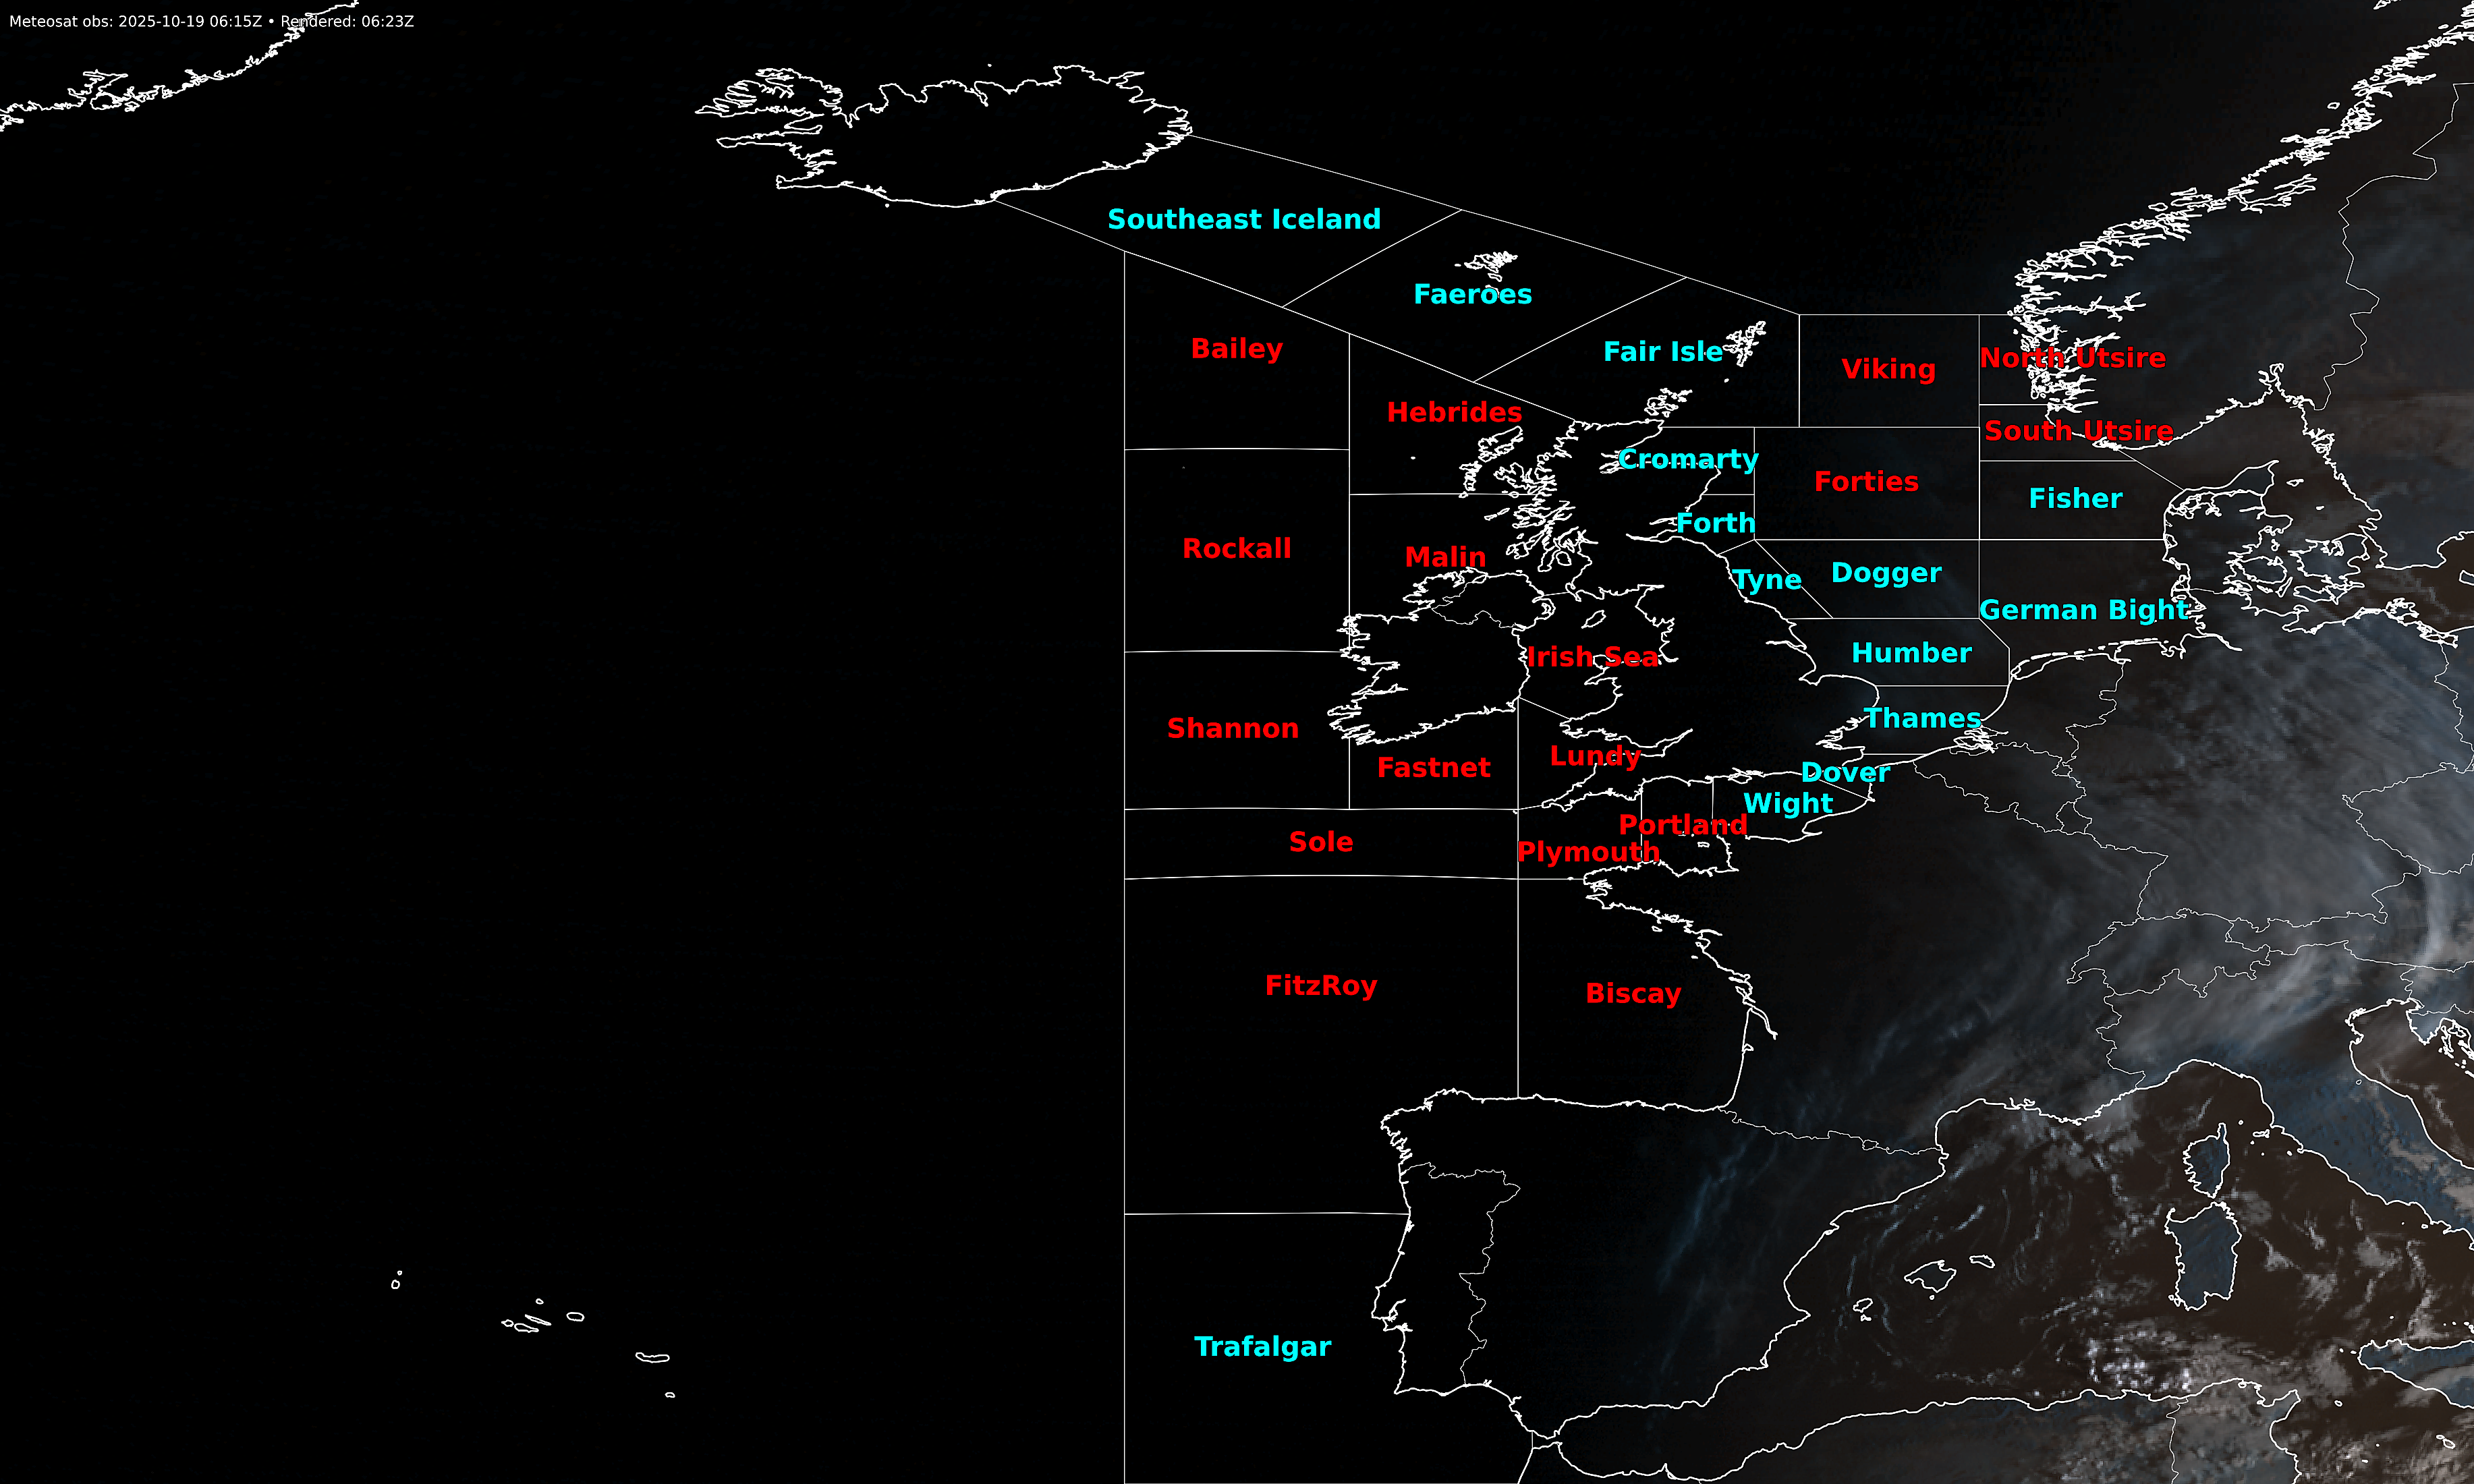 Meteosat obs: 2025-10-19 06:15Z • Rendered: 06:23Z
Southeast Iceland
Faeroes
Bailey
Fair Isle
Viking
North Utsire
Hebrides
South Utsire
Cromarty
Forties
Fisher
Forth
Rockall
Malin
Tyne
Dogger
German Bight
Irish Sea
Humber
Shannon
Thames
Fastnet
Lundy
Dover
Wight
Sole
Portland
Plymouth
FitzRoy
Biscay
Trafalgar